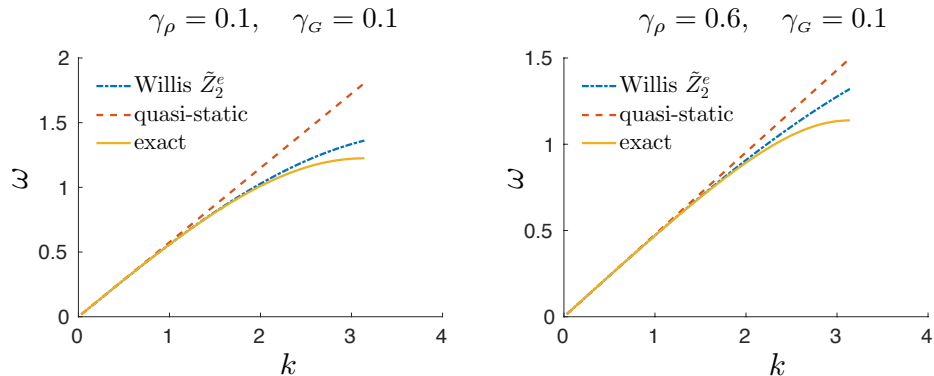 γρ = 0.1, γG = 0.1
2
1.5
1
0.5
0
ω
Willis Z̃₂ᵉ
quasi-static
exact
0 1 2 3 4
k
γρ = 0.6, γG = 0.1
1.5
1
0.5
0
ω
Willis Z̃₂ᵉ
quasi-static
exact
0 1 2 3 4
k